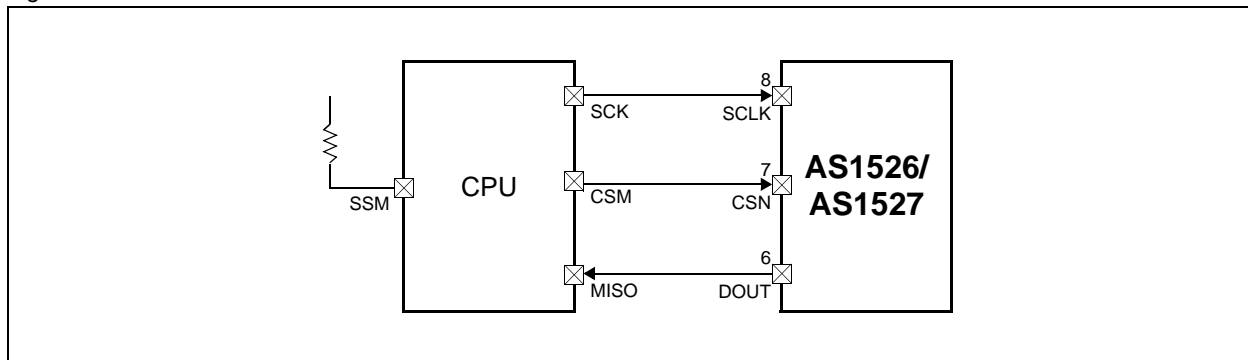 8
SCK
SCLK
7
AS1526/
AS1527
CPU
SSM
CSM
CSN
6
MISO
DOUT